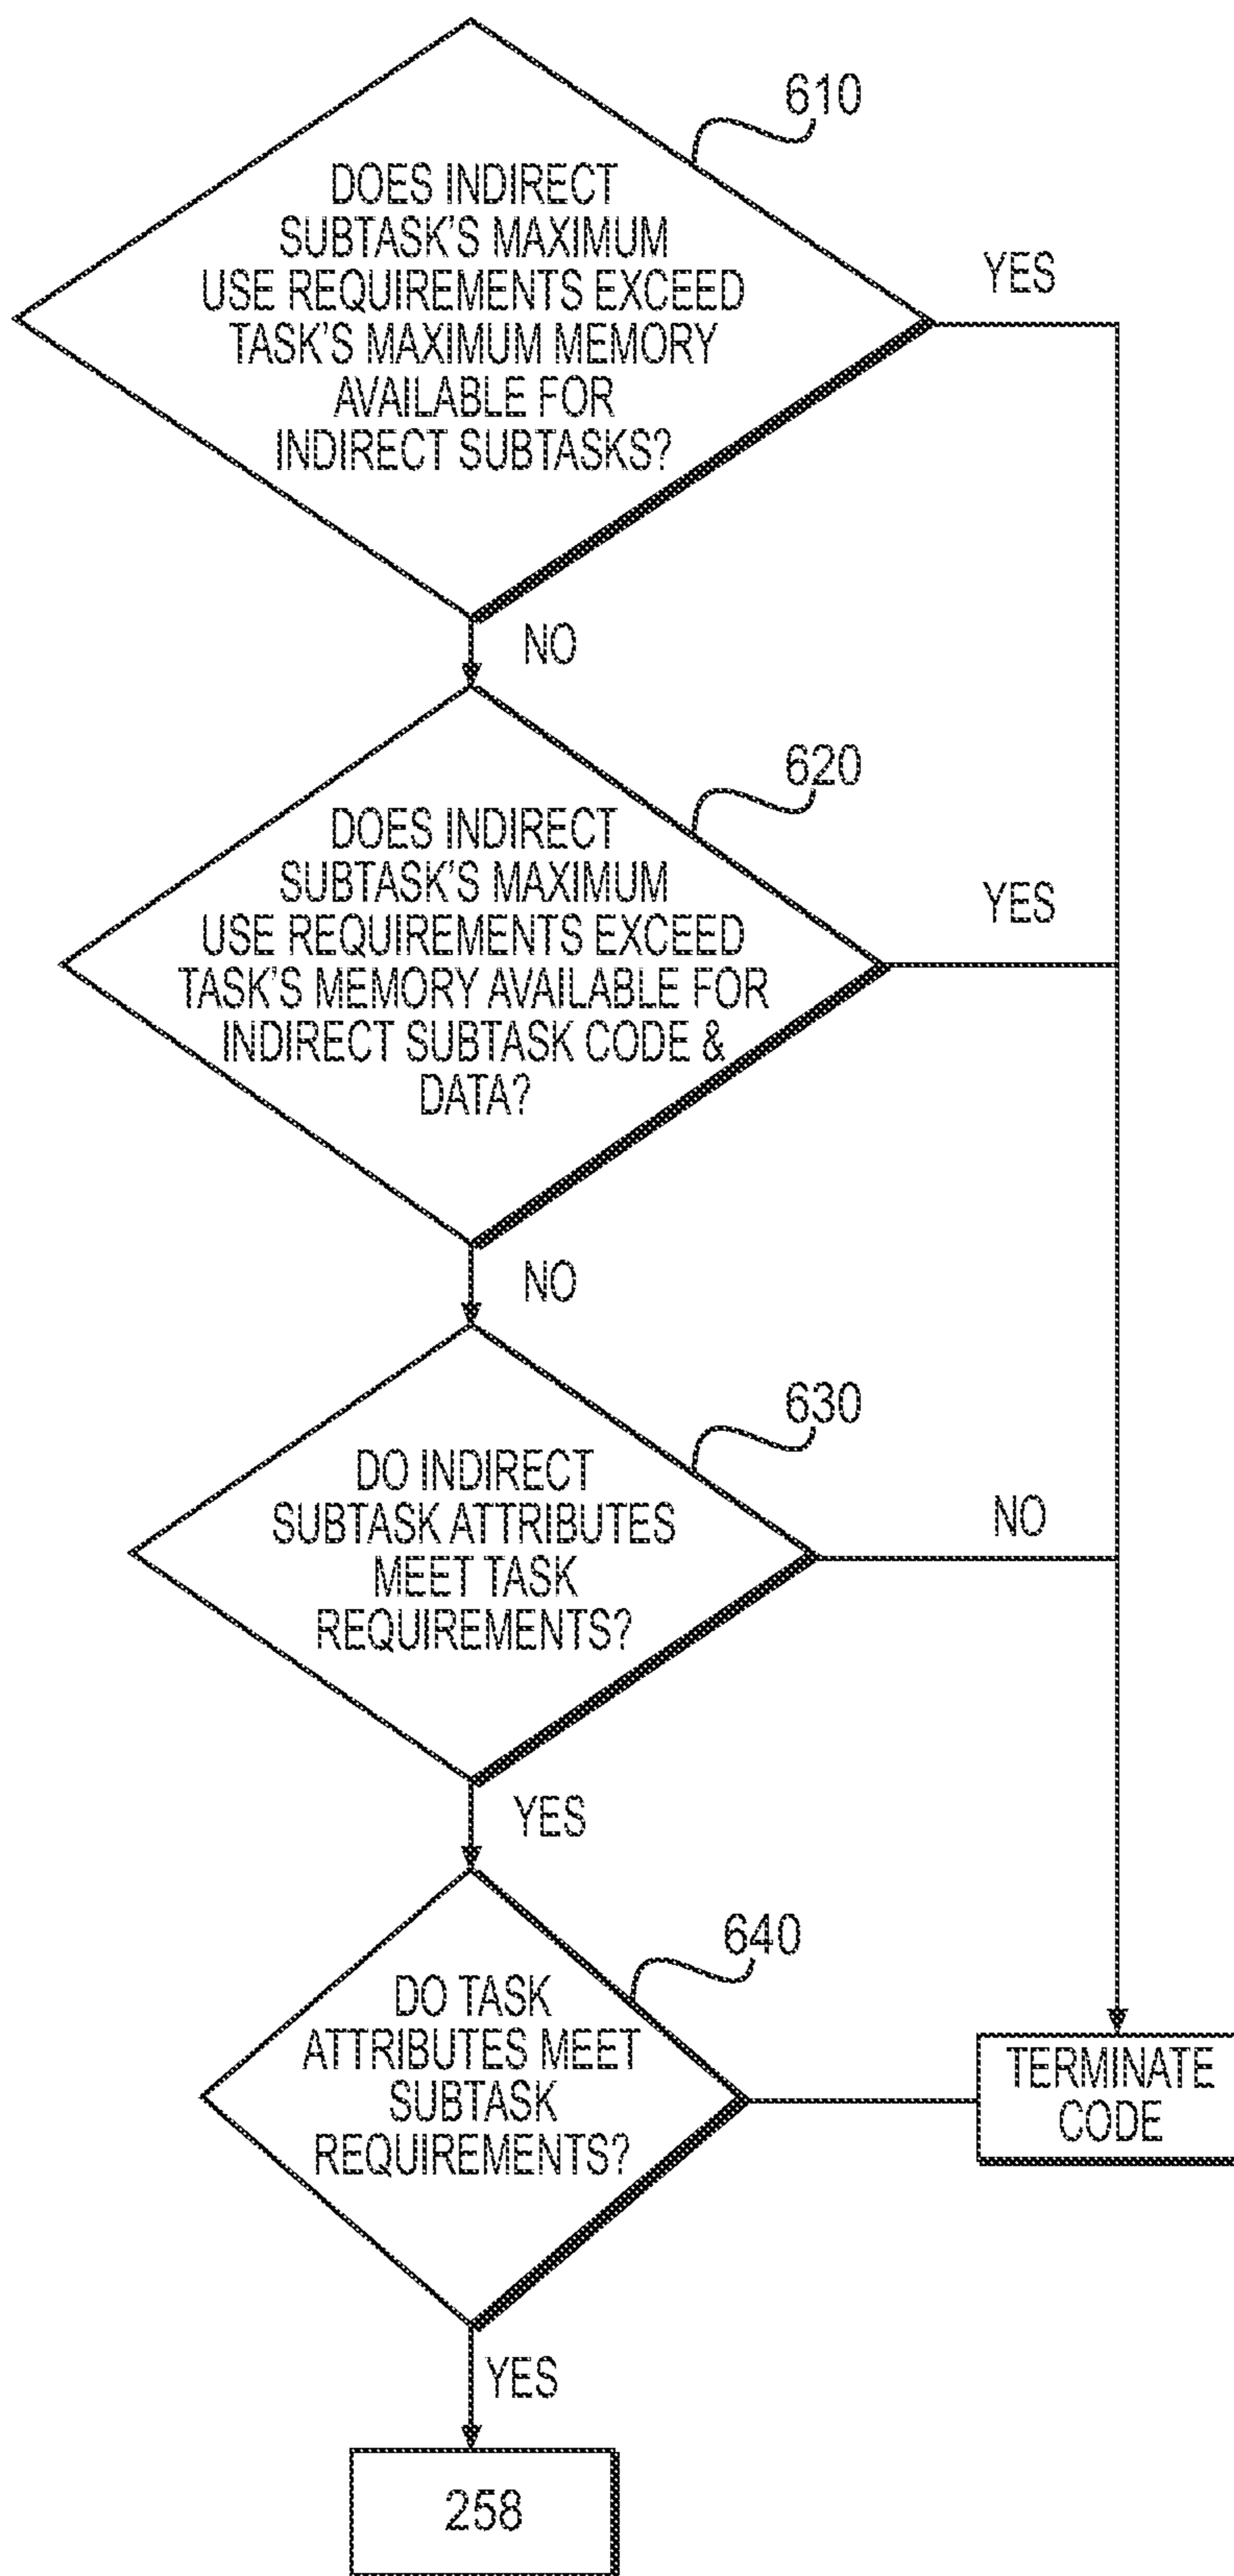 610
DOES INDIRECT
SUBTASK'S MAXIMUM
USE REQUIREMENTS EXCEED
TASK'S MAXIMUM MEMORY
AVAILABLE FOR
INDIRECT SUBTASKS?
YES
NO
620
DOES INDIRECT
SUBTASK'S MAXIMUM
USE REQUIREMENTS EXCEED
TASK'S MEMORY AVAILABLE FOR
INDIRECT SUBTASK CODE &
DATA?
YES
NO
630
DO INDIRECT
SUBTASK ATTRIBUTES
MEET TASK
REQUIREMENTS?
NO
YES
640
DO TASK
ATTRIBUTES MEET
SUBTASK
REQUIREMENTS?
TERMINATE
CODE
YES
258